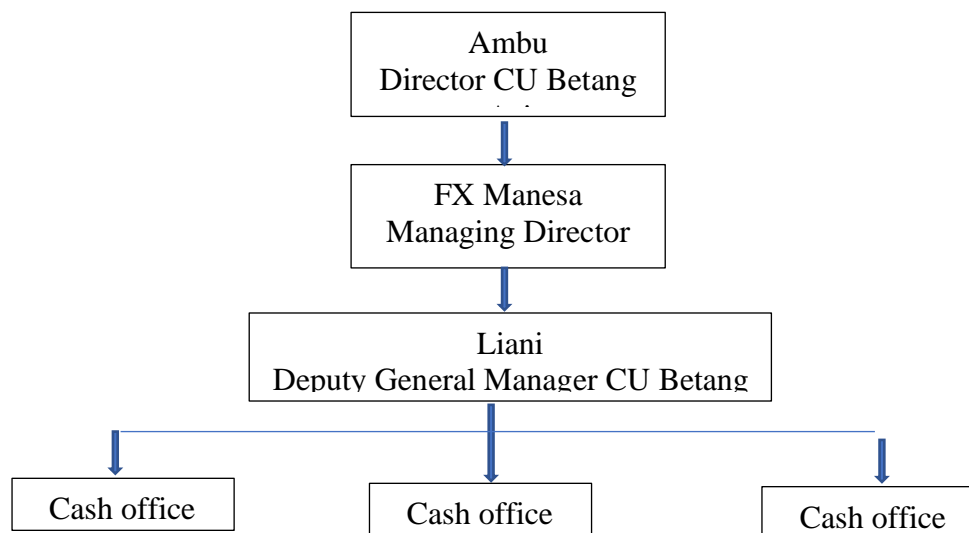 Ambu
Director CU Betang
FX Manesa
Managing Director
Liani
Deputy General Manager CU Betang
Cash office
Cash office
Cash office